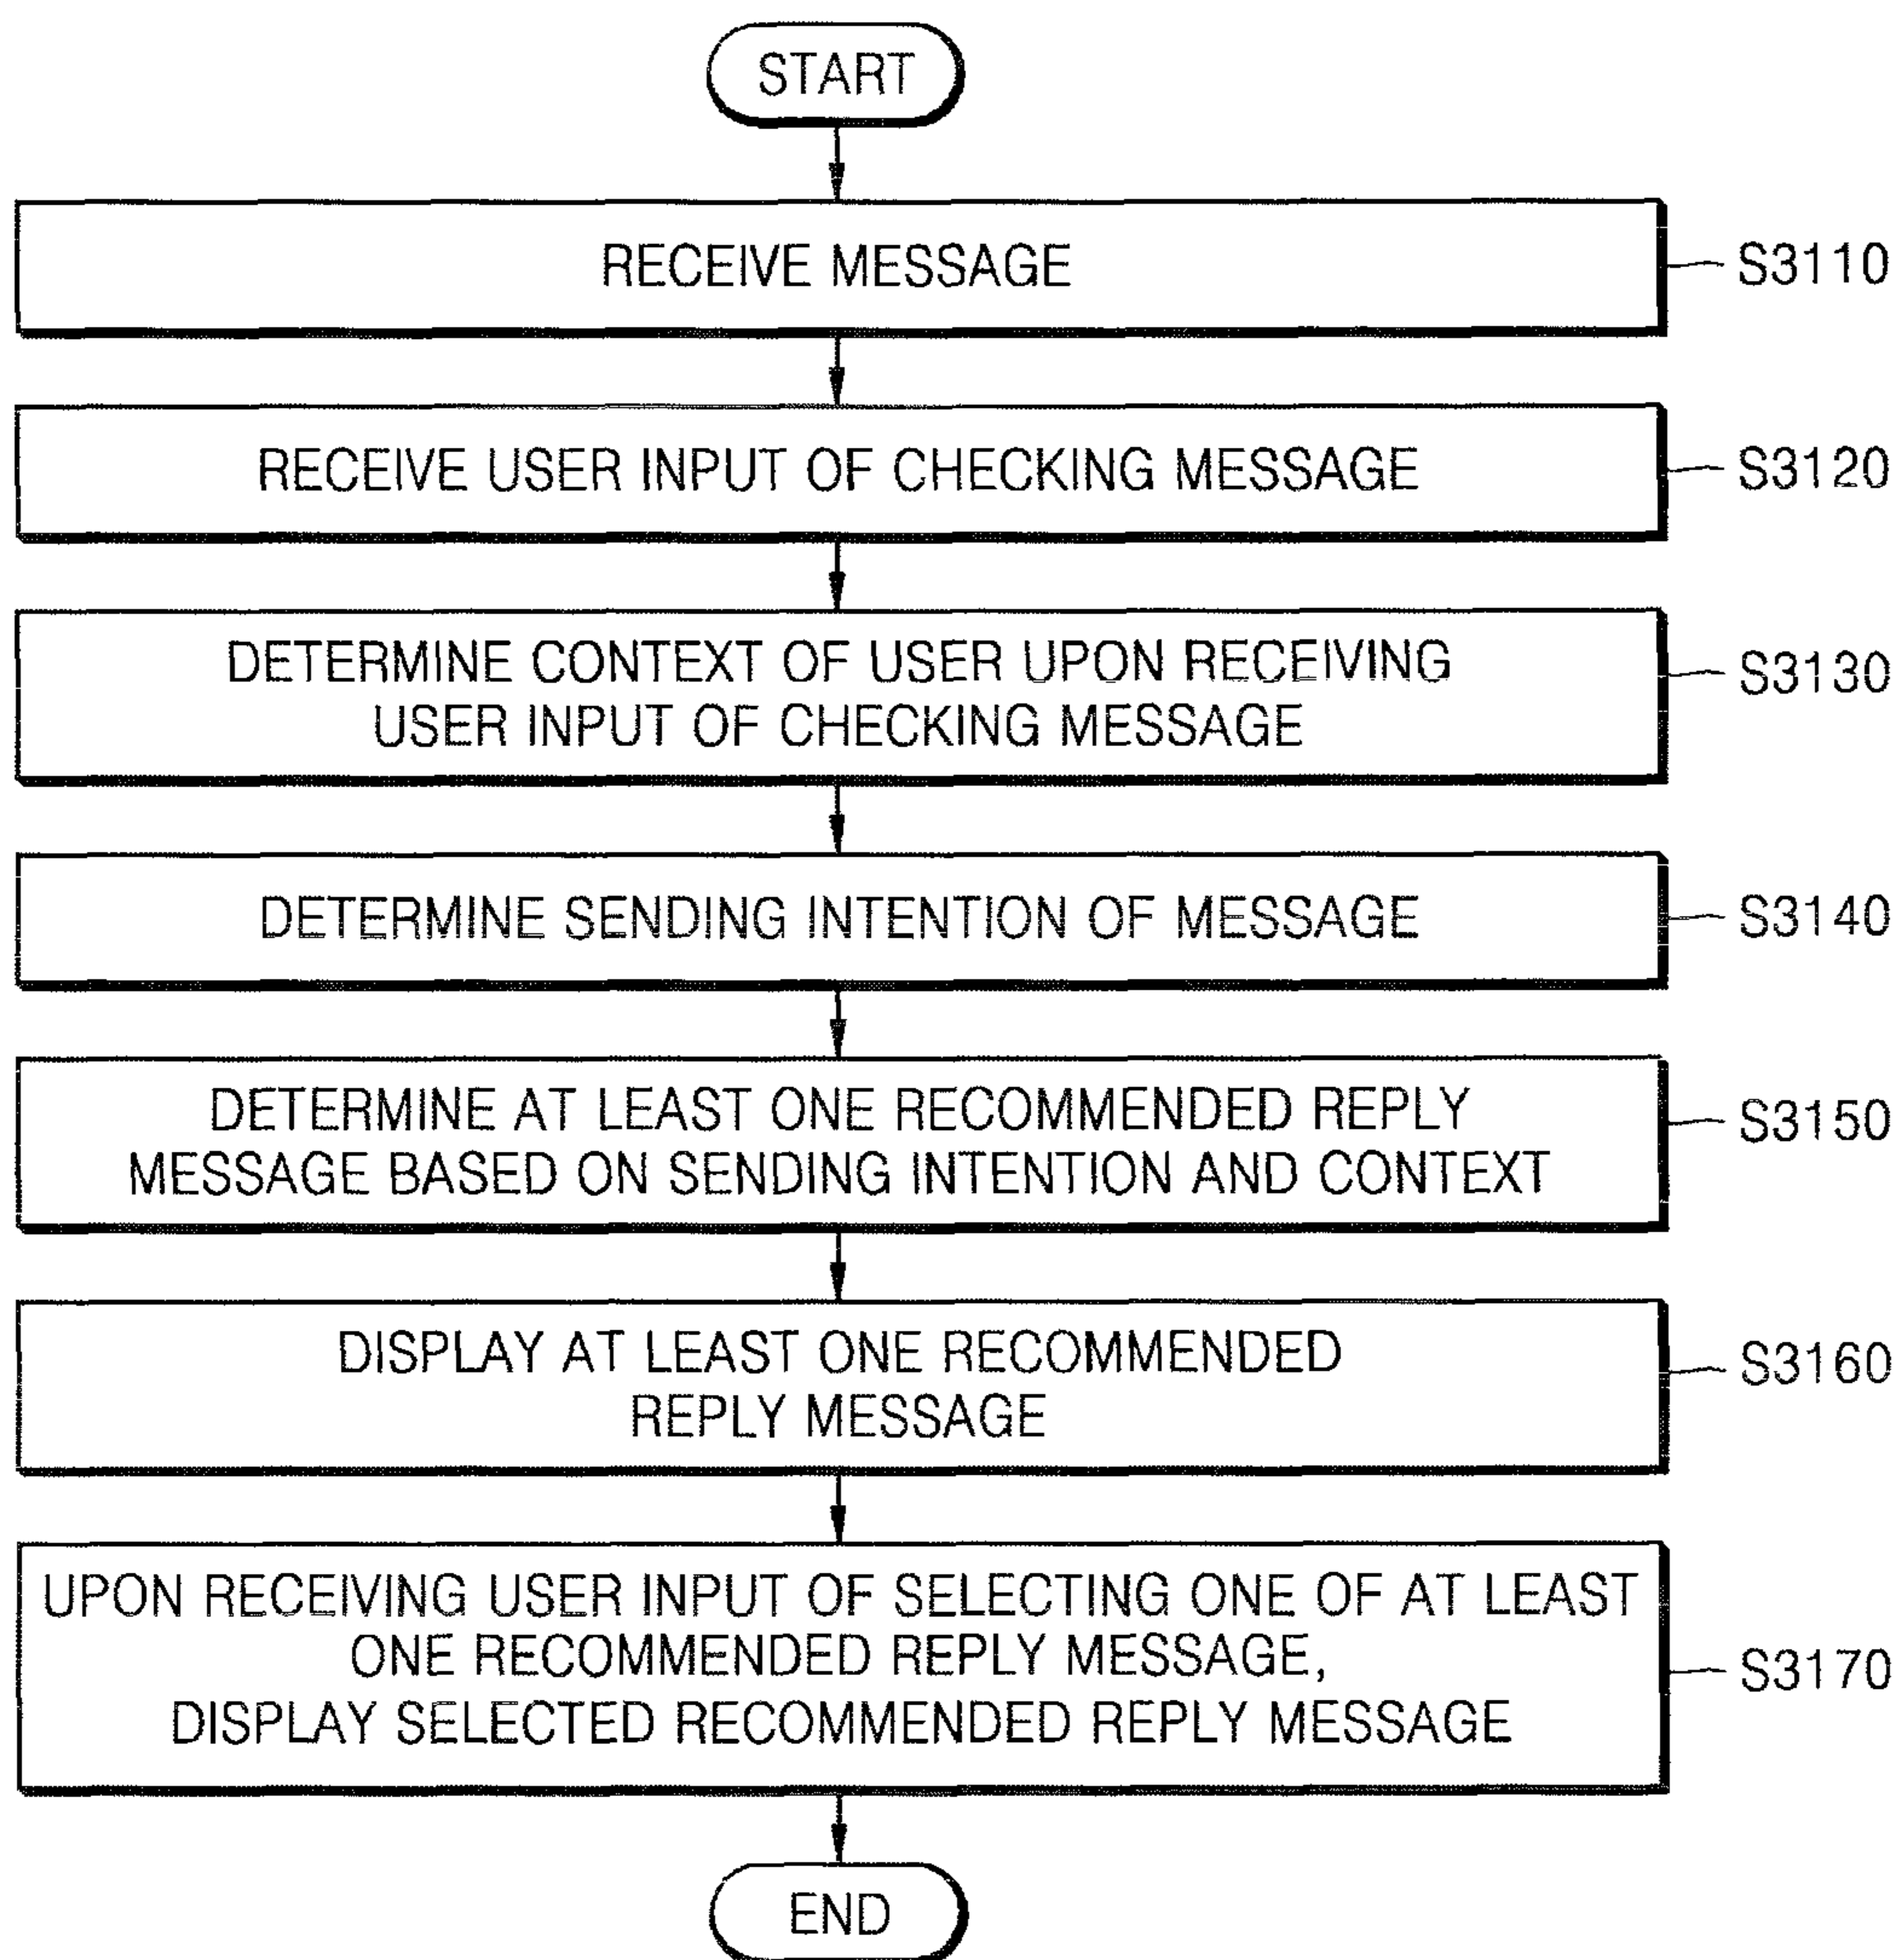 START
RECEIVE MESSAGE
S3110
RECEIVE USER INPUT OF CHECKING MESSAGE
S3120
DETERMINE CONTEXT OF USER UPON RECEIVING
USER INPUT OF CHECKING MESSAGE
S3130
DETERMINE SENDING INTENTION OF MESSAGE
S3140
DETERMINE AT LEAST ONE RECOMMENDED REPLY
MESSAGE BASED ON SENDING INTENTION AND CONTEXT
S3150
DISPLAY AT LEAST ONE RECOMMENDED
REPLY MESSAGE
S3160
UPON RECEIVING USER INPUT OF SELECTING ONE OF AT LEAST
ONE RECOMMENDED REPLY MESSAGE,
DISPLAY SELECTED RECOMMENDED REPLY MESSAGE
S3170
END